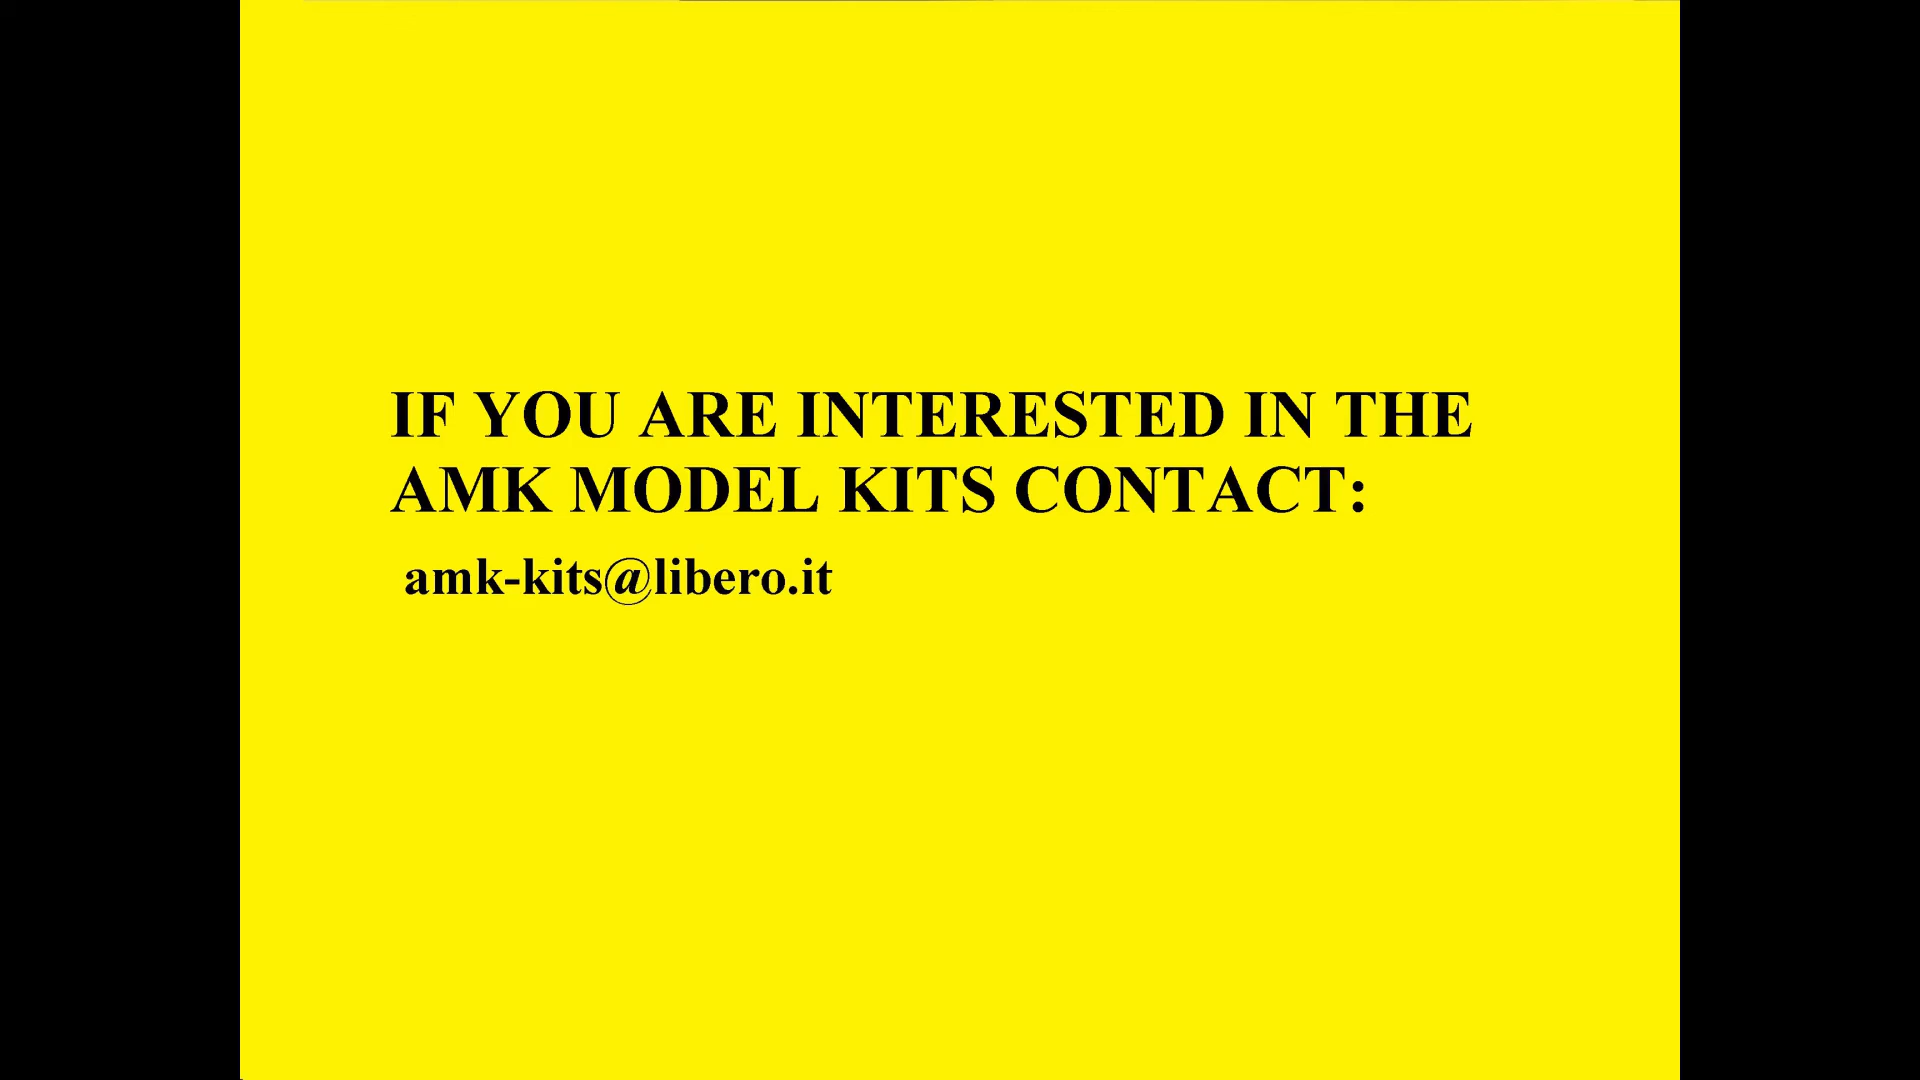 IF YOU ARE INTERESTED IN THE
AMK MODEL KITS CONTACT:
amk-kits@libero.it